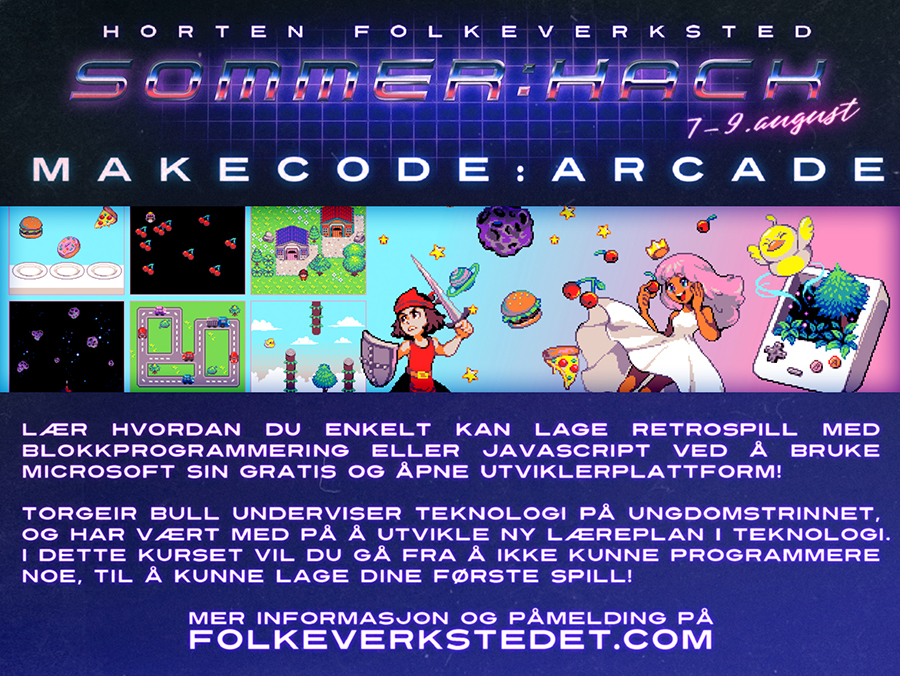 HORTEN FOLKEVERKSTED
SOMMER:HACK
7-9.august
MAKECODE:ARCADE
LÆR HVORDAN DU ENKELT KAN LAGE RETROSPILL MED
BLOKKPROGRAMMERING ELLER JAVASCRIPT VED Å BRUKE
MICROSOFT SIN GRATIS OG ÅPNE UTVIKLERPLATTFORM!
TORGEIR BULL UNDERVISER TEKNOLOGI PÅ UNGDOMSTRINNET,
OG HAR VÆRT MED PÅ Å UTVIKLE NY LÆREPLAN I TEKNOLOGI.
I DETTE KURSET VIL DU GÅ FRA Å IKKE KUNNE PROGRAMMERE
NOE, TIL Å KUNNE LAGE DINE FØRSTE SPILL!
MER INFORMASJON OG PÅMELDING PÅ
FOLKEVERKSTEDET.COM